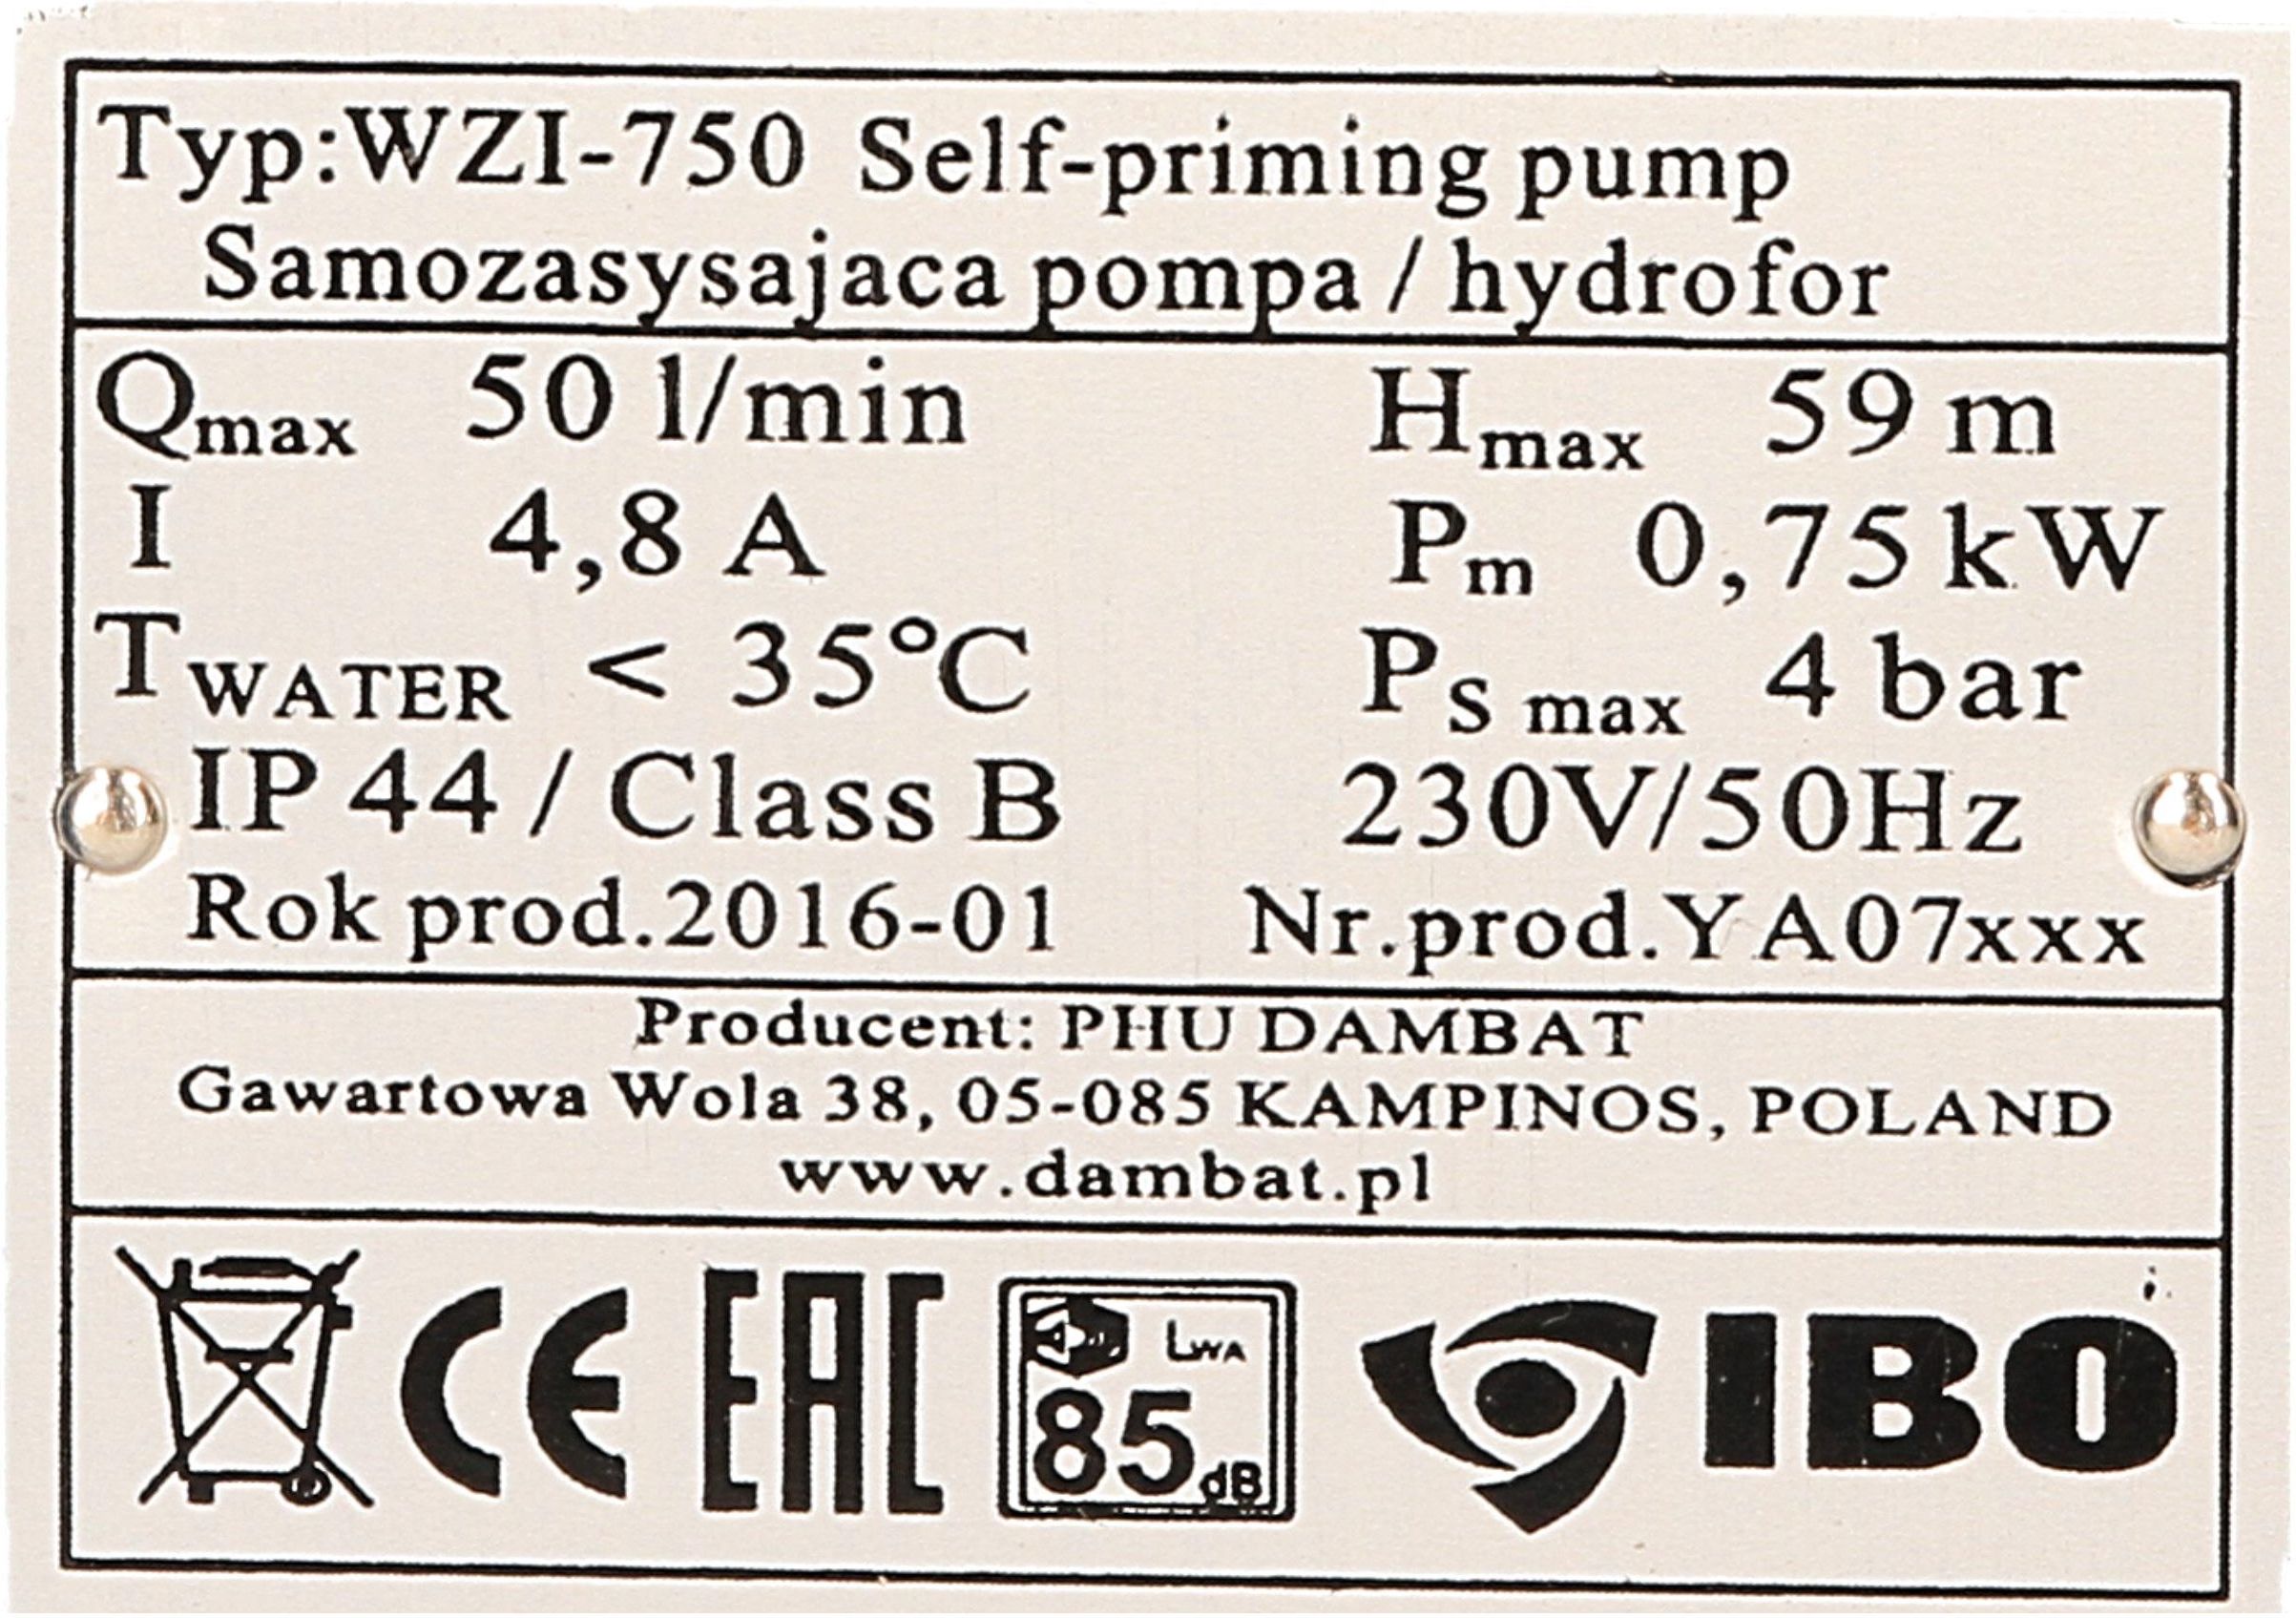 Typ:WZI-750 Self-priming pump
Samozasysajaca pompa / hydrofor
Qmax 50 l/min Hmax 59 m
I 4,8 A Pm 0,75 kW
TWATER < 35°C PS max 4 bar
IP 44 / Class B 230V/50Hz
Rok prod.2016-01 Nr.prod.YA07xxx
Producent: PHU DAMBAT
Gawartowa Wola 38, 05-085 KAMPINOS, POLAND
www.dambat.pl
CE EAC LWA 85 dB IBO